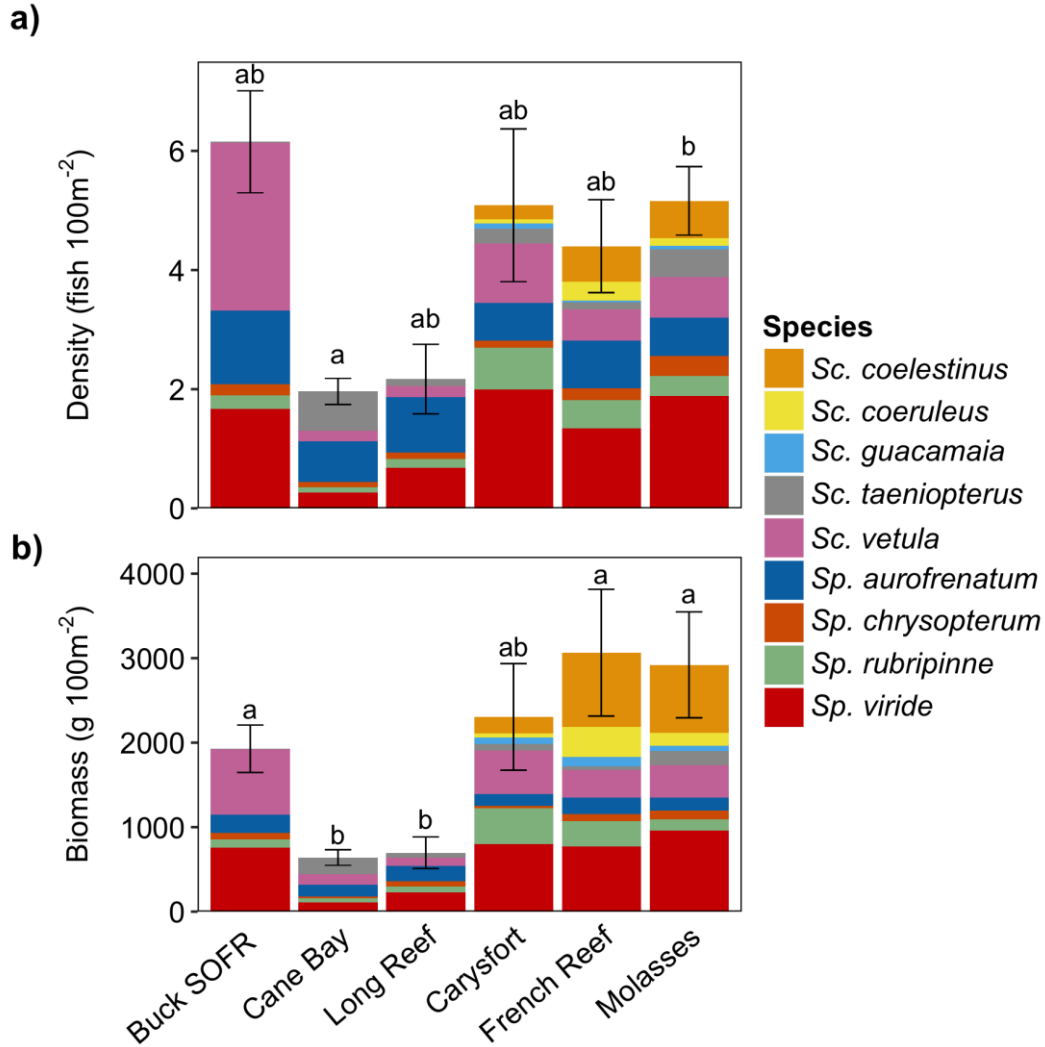 a)
Density (fish 100m⁻²)
6
4
2
0
ab
a
ab
ab
ab
b
b)
Biomass (g 100m⁻²)
4000
3000
2000
1000
0
a
b
b
ab
a
a
Buck SOFR
Cane Bay
Long Reef
Carysfort
French Reef
Molasses
Species
Sc. coelestinus
Sc. coeruleus
Sc. guacamaia
Sc. taeniopterus
Sc. vetula
Sp. aurofrenatum
Sp. chrysopterum
Sp. rubripinne
Sp. viride